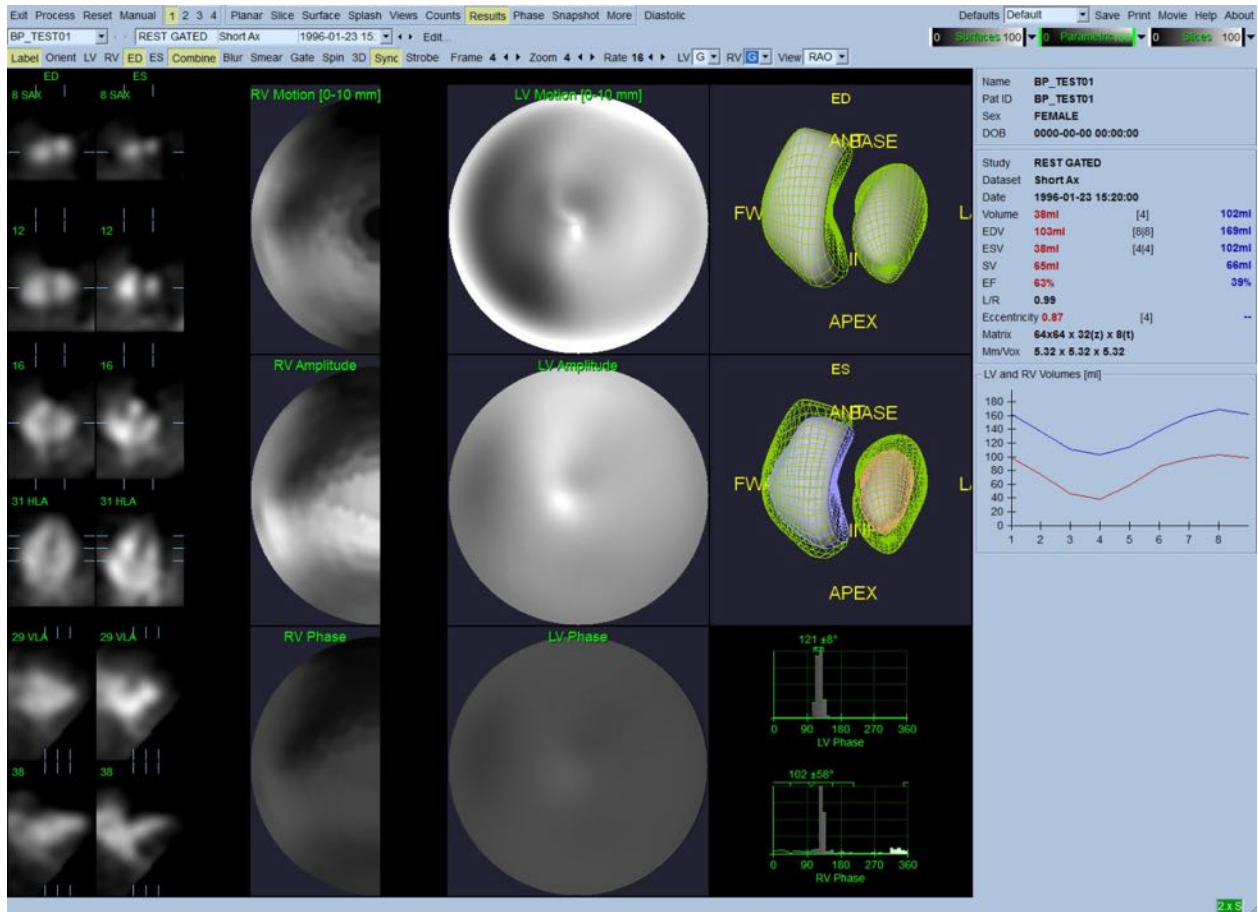 Exit Process Reset Manual 1 2 3 4 Planar Slice Surface Splash Views Counts Results Phase Snapshot More Diastolic Defaults Default Save Print Movie Help About
BP_TEST01 REST GATED Short Ax 1996-01-23 15: Edit... 0 Surfaces 100 0 Parametric 0 Slices 100
Label Orient LV RV ED ES Combine Blur Smear Gate Spin 3D Sync Strobe Frame 4 Zoom 4 Rate 16 LV G RV G View RAO
ED ES
8 SAX 8 SAX
12 12
16 16
31 HLA 31 HLA
29 VLA 29 VLA
38 38
RV Motion [0-10 mm] LV Motion [0-10 mm]
RV Amplitude LV Amplitude
RV Phase LV Phase
ED
ANT BASE
FW
IN
APEX
ES
ANT BASE
FW
INF
APEX
121 ±8°
0 90 180 270 360
LV Phase
102 ±58°
0 90 180 270 360
RV Phase
Name BP_TEST01
Pat ID BP_TEST01
Sex FEMALE
DOB 0000-00-00 00:00:00
Study REST GATED
Dataset Short Ax
Date 1996-01-23 15:20:00
Volume 38ml [4] 102ml
EDV 103ml [8|8] 169ml
ESV 38ml [4|4] 102ml
SV 65ml 66ml
EF 63% 39%
L/R 0.99
Eccentricity 0.87 [4] --
Matrix 64x64 x 32(z) x 8(t)
Mm/Vox 5.32 x 5.32 x 5.32
LV and RV Volumes [ml]
180
160
140
120
100
80
60
40
20
0
1 2 3 4 5 6 7 8
2 x S